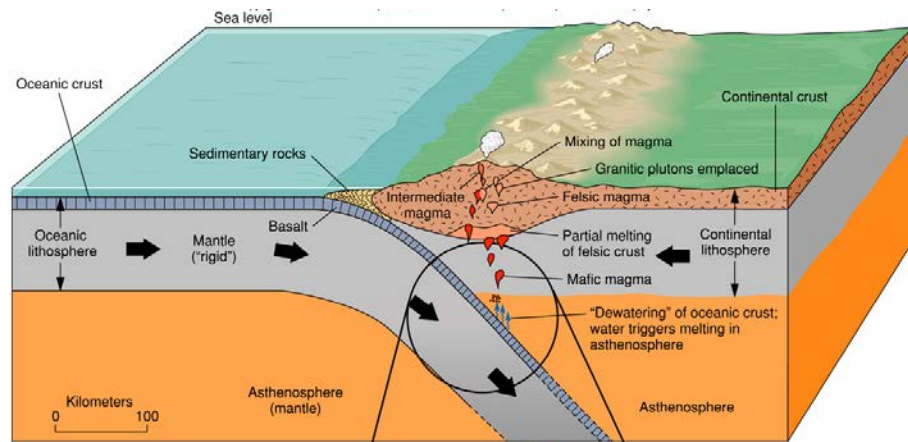 Sea level
Oceanic crust
Continental crust
Sedimentary rocks
Mixing of magma
Granitic plutons emplaced
Intermediate
magma
Felsic magma
Basalt
Oceanic
lithosphere
Mantle
("rigid")
Partial melting
of felsic crust
Continental
lithosphere
Mafic magma
"Dewatering" of oceanic crust;
water triggers melting in
asthenosphere
Kilometers
0 100
Asthenosphere
(mantle)
Asthenosphere